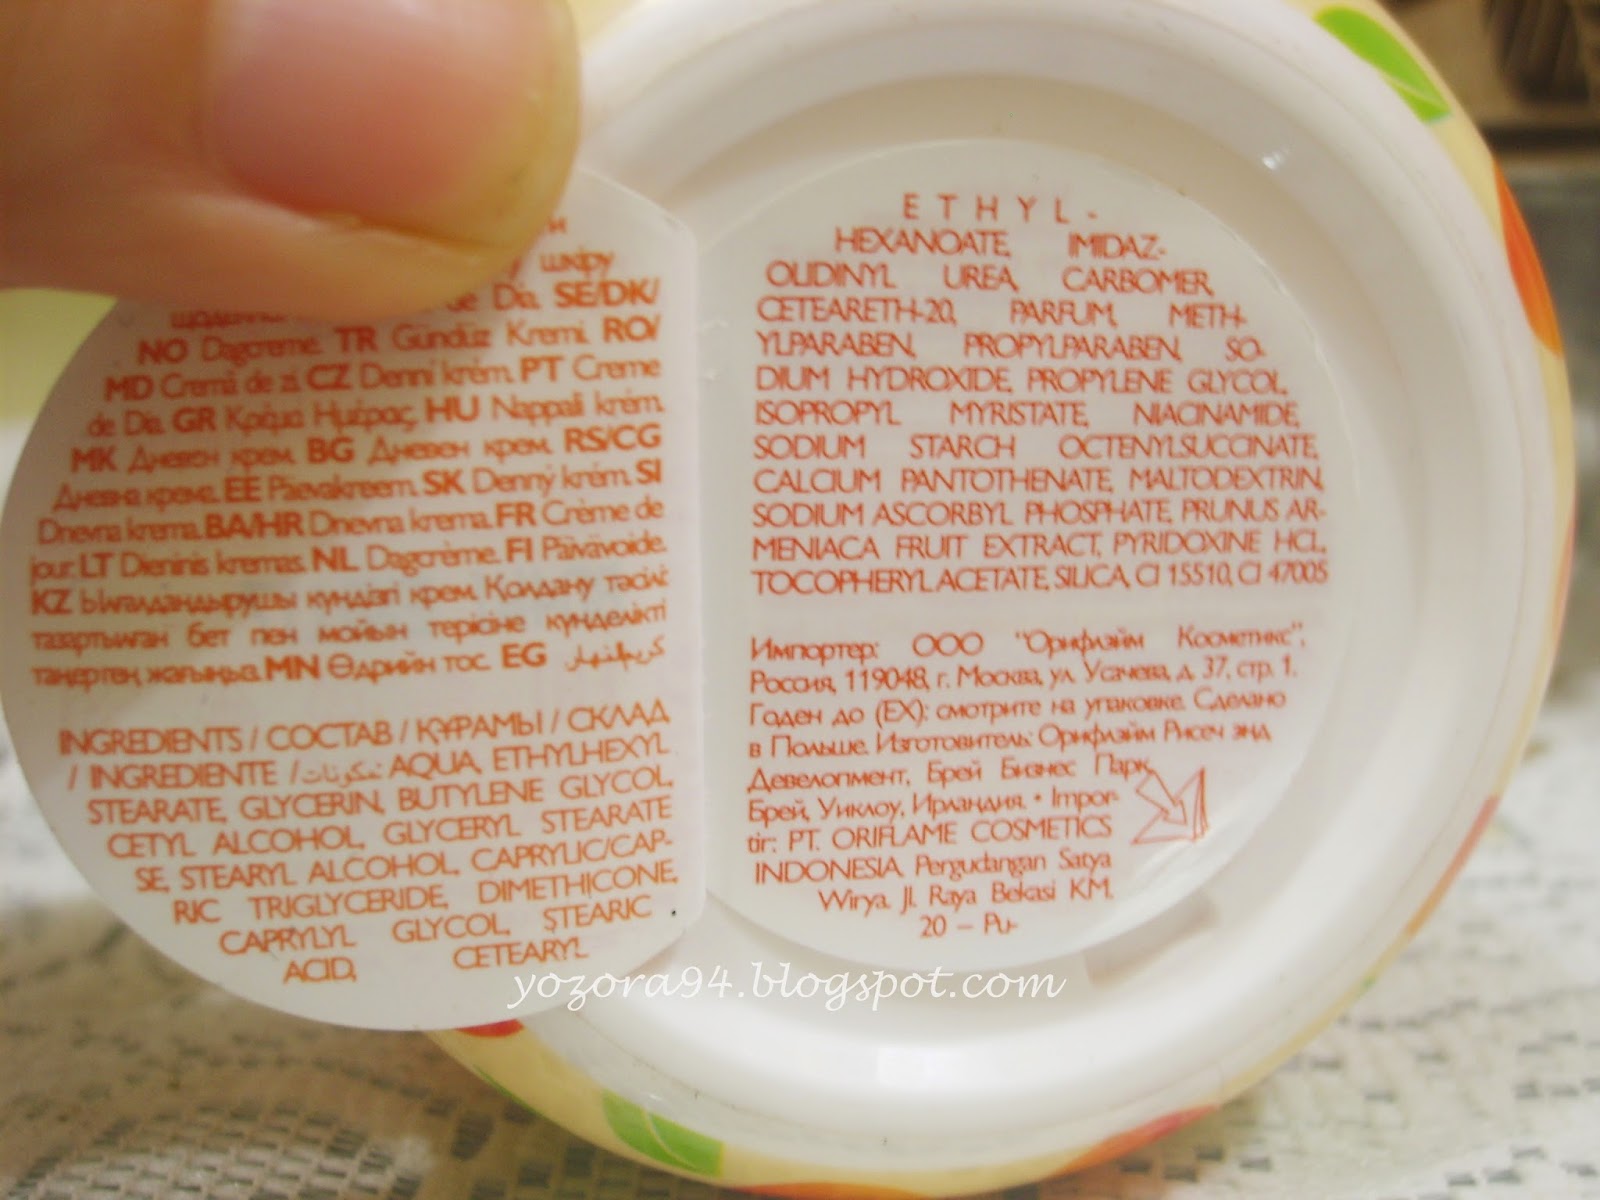 шкіру
de Dia. SE/DK/
NO Dagcreme. TR Gündüz Kremi. RO/
MD Cremă de zi. CZ Denní krém. PT Creme
de Dia. GR Κρέμα Ημέρας. HU Nappali krém.
MK Дневен крем. BG Дневен крем. RS/CG
Дневна крема. EE Päevakreem. SK Denný krém. SI
Dnevna krema. BA/HR Dnevna krema. FR Crème de
jour. LT Dieninis kremas. NL Dagcrème. FI Päivävoide.
KZ Ылғалдандырушы күндізгі крем. Қолдану тәсілі:
тазартылған бет пен мойын терісіне күнделікті
таңертең жағыңыз. MN Өдрийн тос. EG كريم للنهار
INGREDIENTS / СОСТАВ / ҚҰРАМЫ / СКЛАД
/ INGREDIENTE / مكونات: AQUA, ETHYLHEXYL
STEARATE, GLYCERIN, BUTYLENE GLYCOL,
CETYL ALCOHOL, GLYCERYL STEARATE
SE, STEARYL ALCOHOL, CAPRYLIC/CAP-
RIC TRIGLYCERIDE, DIMETHICONE,
CAPRYLYL GLYCOL, STEARIC
ACID, CETEARYL
ETHYL-
HEXANOATE, IMIDAZ-
OLIDINYL UREA, CARBOMER,
CETEARETH-20, PARFUM, METH-
YLPARABEN, PROPYLPARABEN, SO-
DIUM HYDROXIDE, PROPYLENE GLYCOL,
ISOPROPYL MYRISTATE, NIACINAMIDE,
SODIUM STARCH OCTENYLSUCCINATE,
CALCIUM PANTOTHENATE, MALTODEXTRIN,
SODIUM ASCORBYL PHOSPHATE, PRUNUS AR-
MENIACA FRUIT EXTRACT, PYRIDOXINE HCL,
TOCOPHERYL ACETATE, SILICA, CI 15510, CI 47005
Импортер: ООО "Орифлэйм Косметикс",
Россия, 119048, г. Москва, ул. Усачева, д. 37, стр. 1.
Годен до (EX): смотрите на упаковке. Сделано
в Польше. Изготовитель: Орифлэйм Рисеч энд
Девелопмент, Брей Бизнес Парк,
Брей, Уиклоу, Ирландия. • Impor-
tir: PT. ORIFLAME COSMETICS
INDONESIA. Pergudangan Satya
Wirya. Jl. Raya Bekasi KM.
20 – Pu-
yozora94.blogspot.com